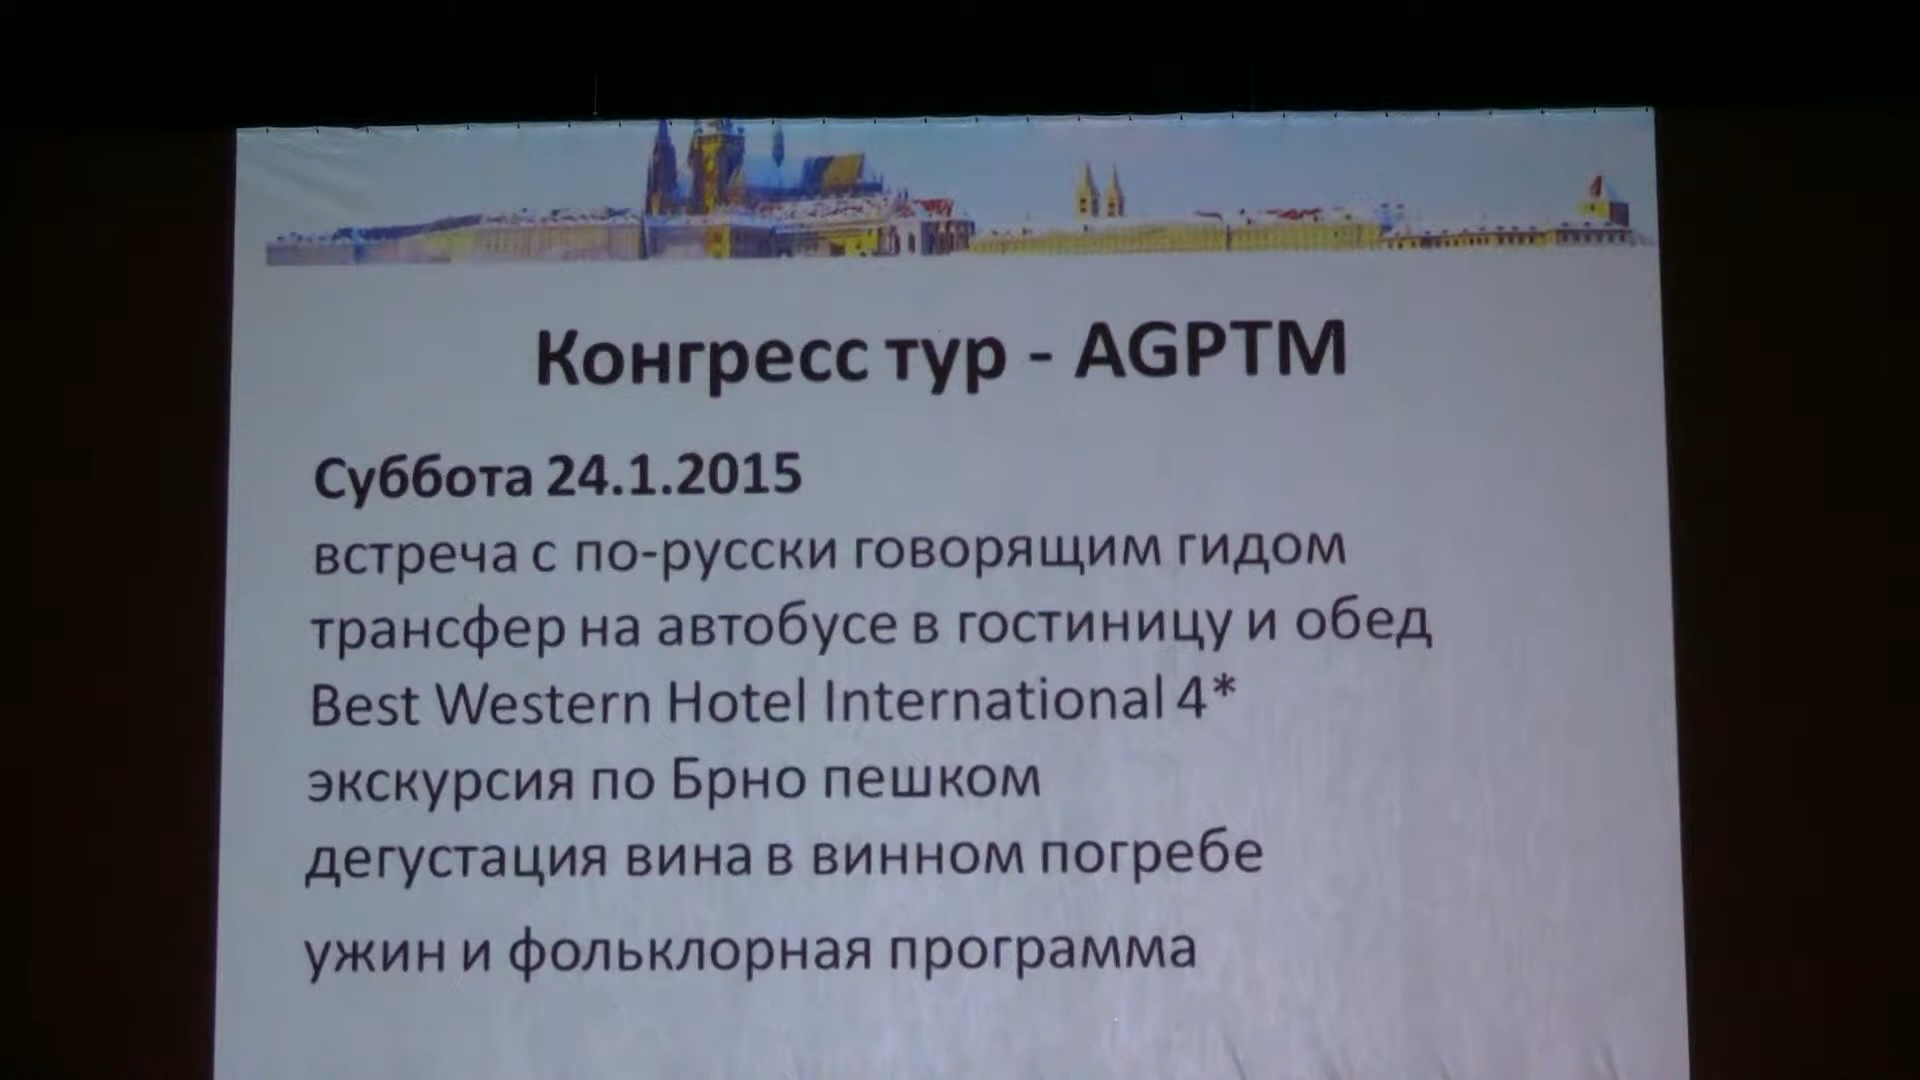 Конгресс тур - AGPTM
Суббота 24.1.2015
встреча с по-русски говорящим гидом
трансфер на автобусе в гостиницу и обед
Best Western Hotel International 4*
экскурсия по Брно пешком
дегустация вина в винном погребе
ужин и фольклорная программа